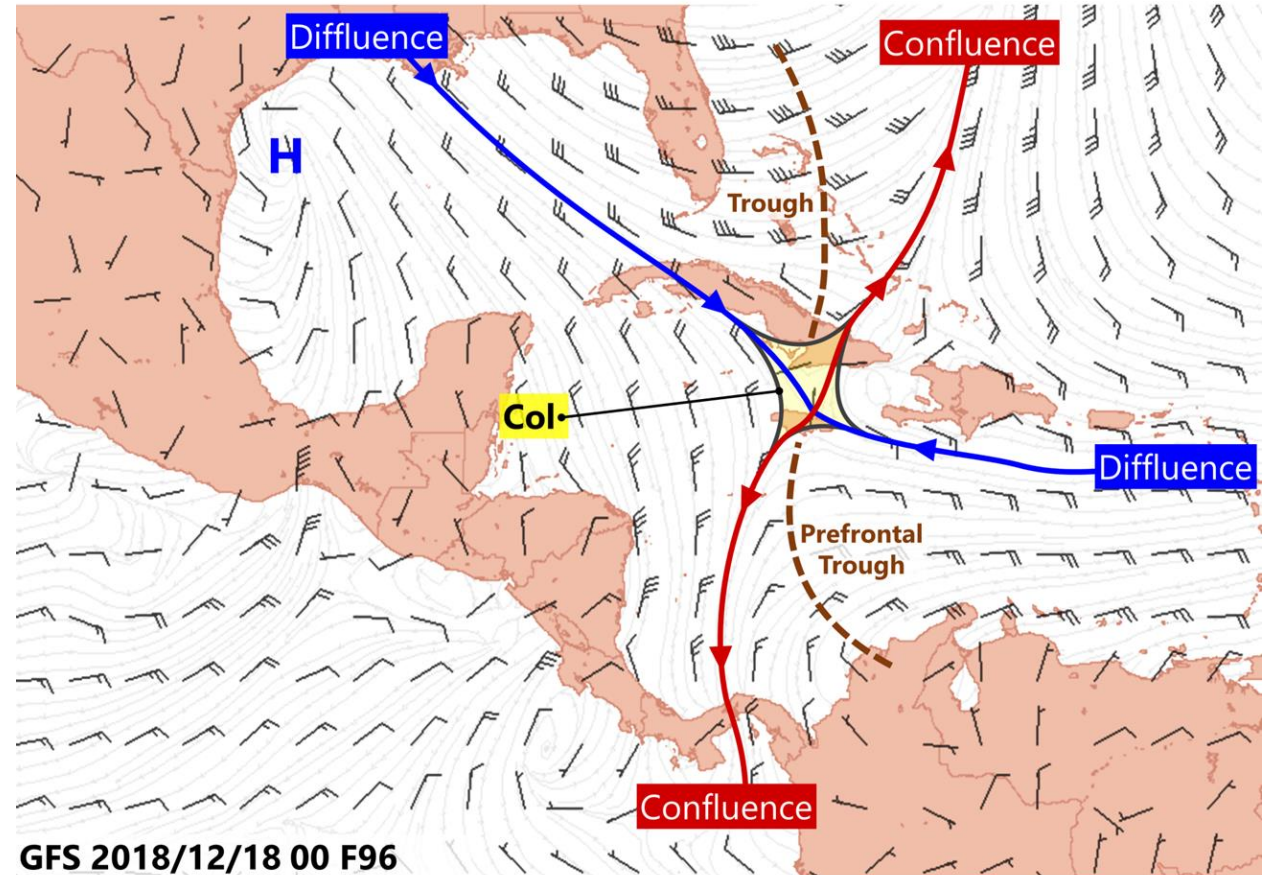 Diffluence
Confluence
H
Trough
Col
Diffluence
Prefrontal
Trough
Confluence
GFS 2018/12/18 00 F96